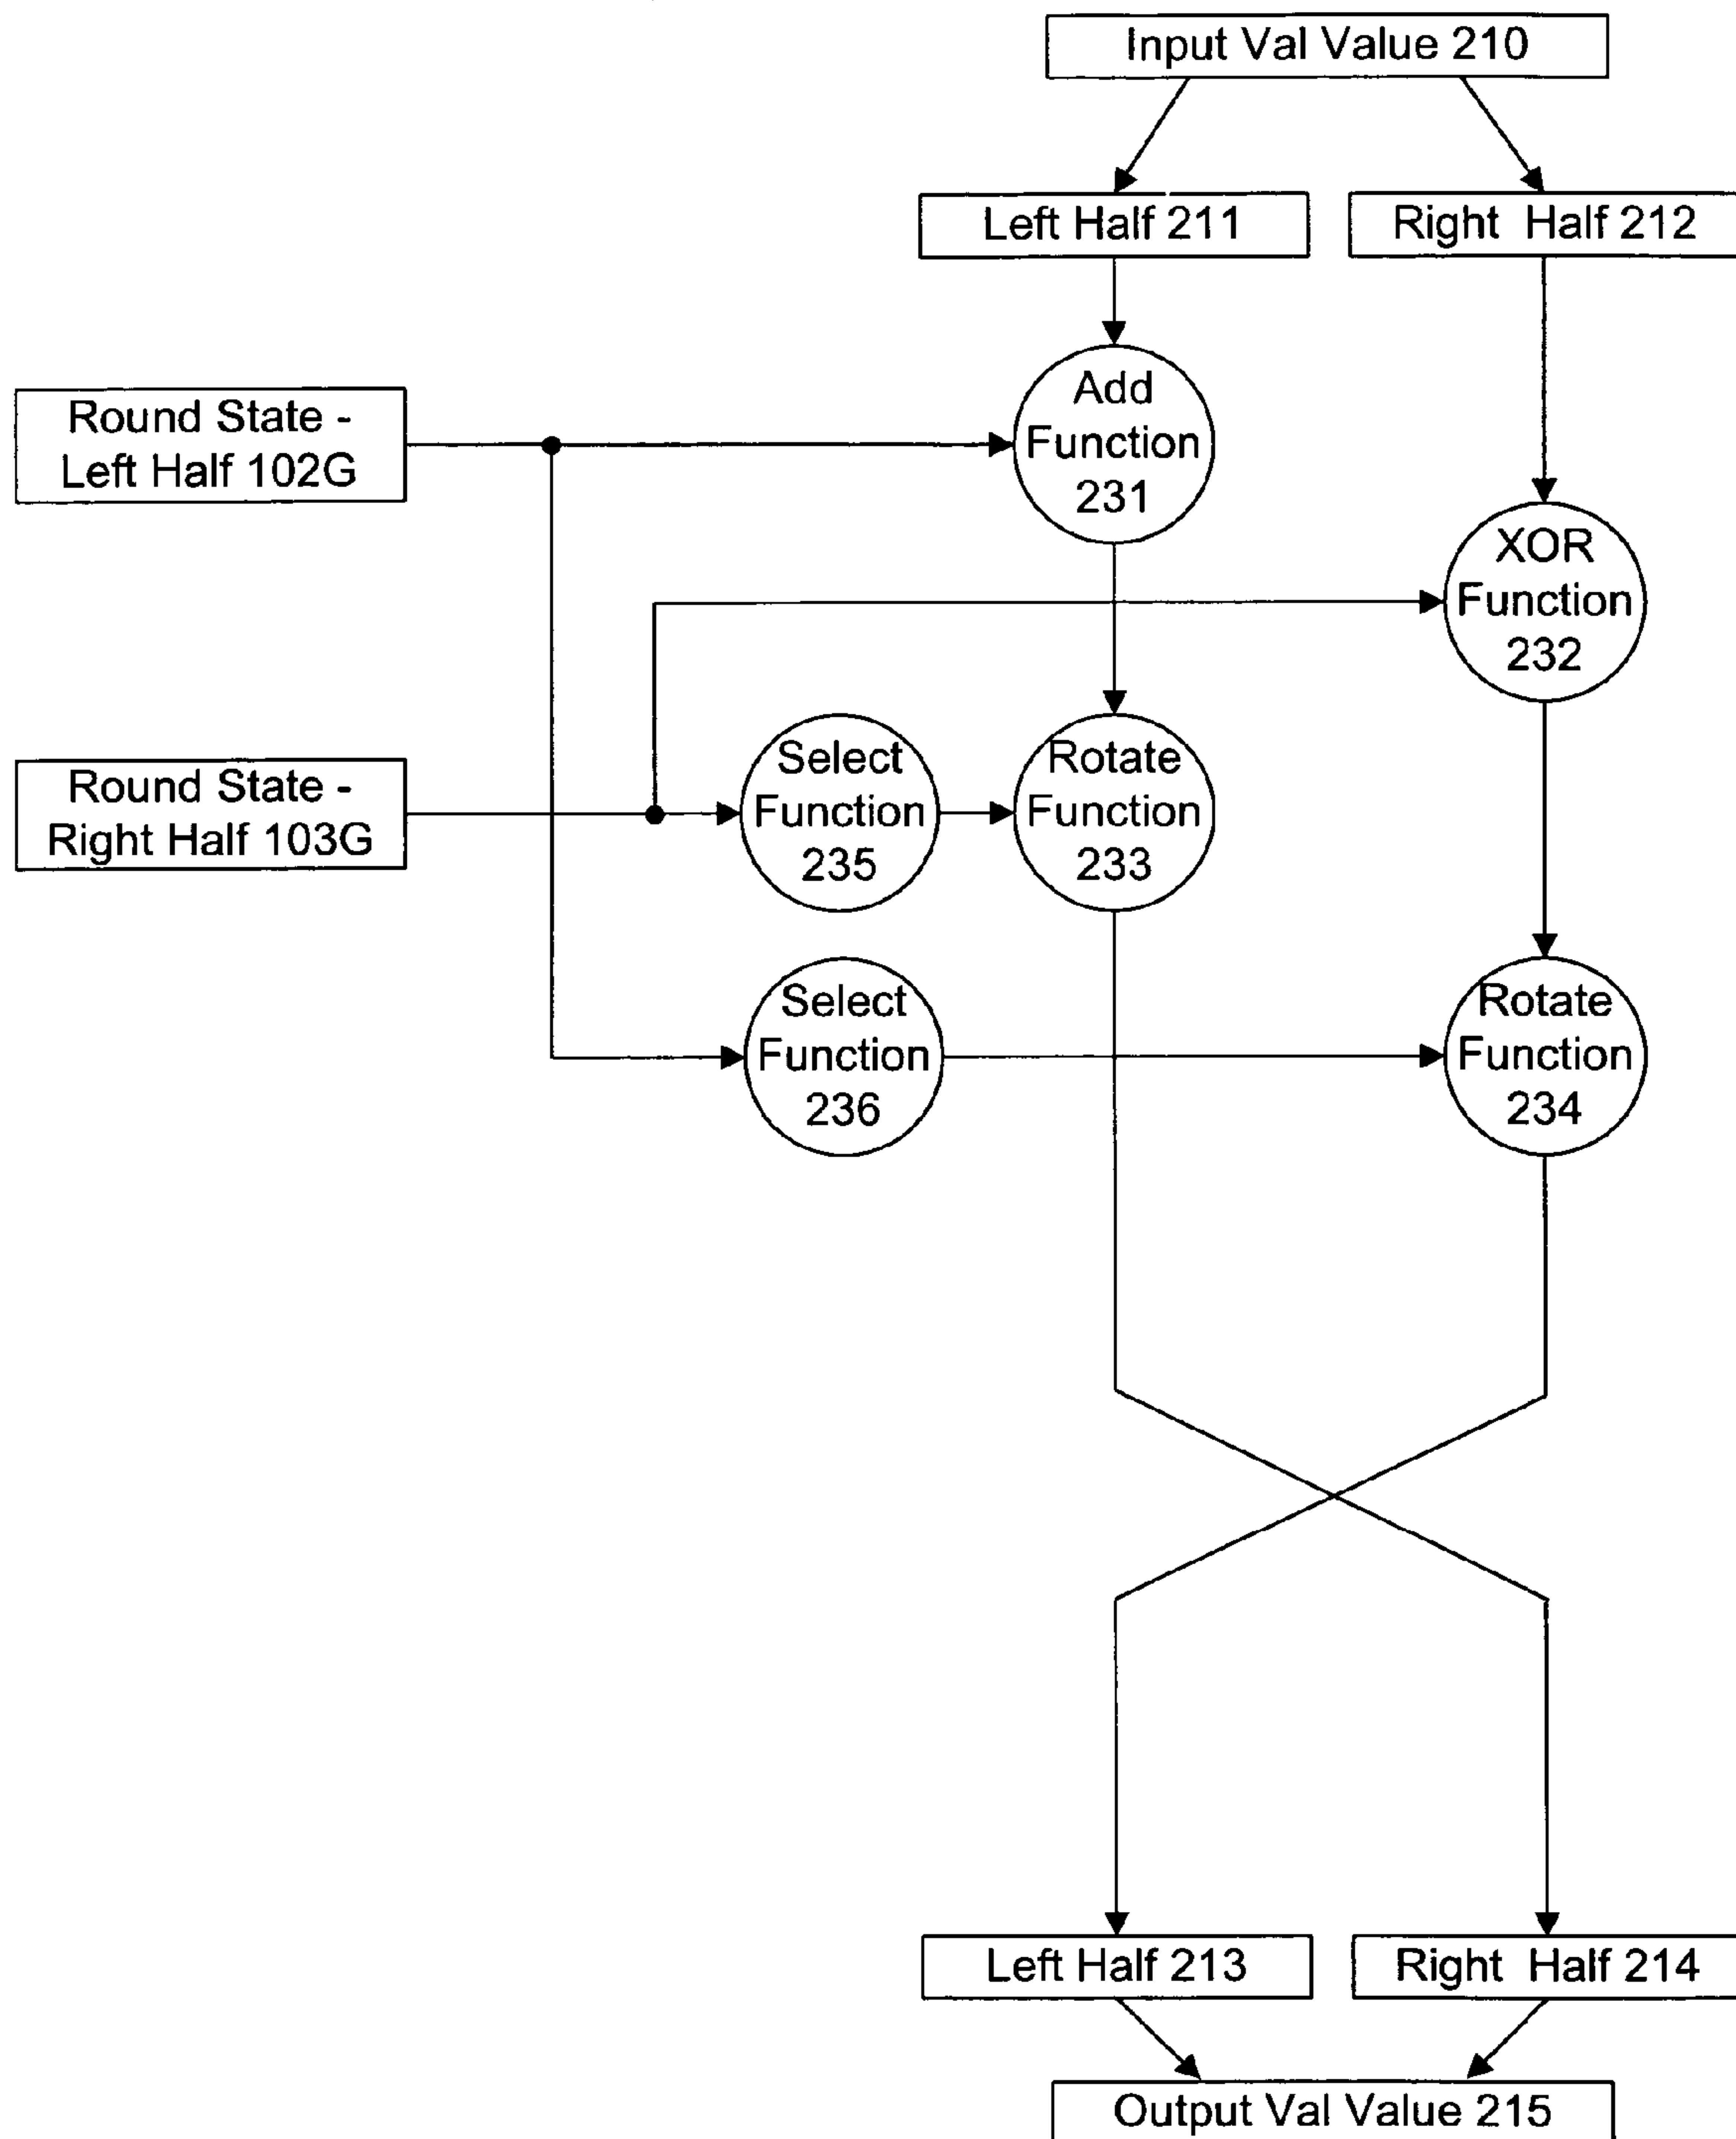 Input Val Value 210
Left Half 211
Right Half 212
Add
Function
231
Round State -
Left Half 102G
XOR
Function
232
Round State -
Right Half 103G
Select
Function
235
Rotate
Function
233
Select
Function
236
Rotate
Function
234
Left Half 213
Right Half 214
Output Val Value 215